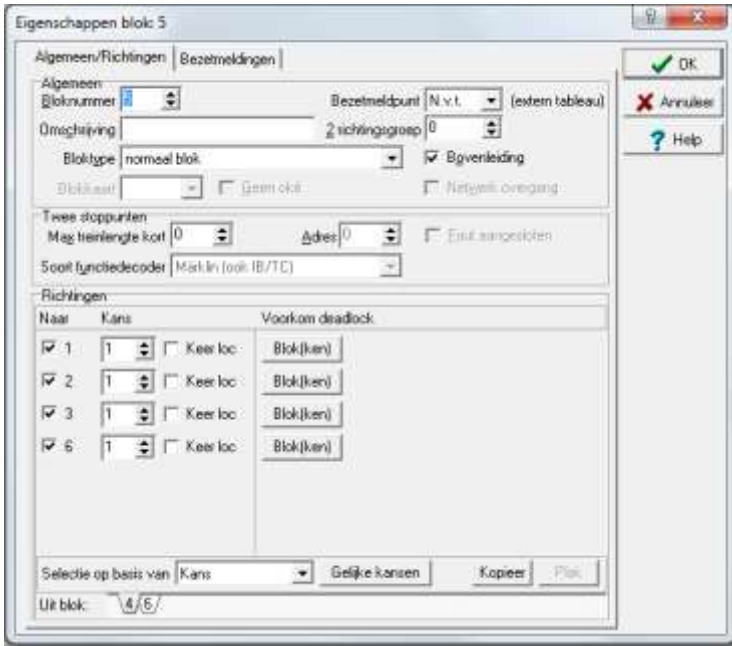 Eigenschappen blok: 5
Algemeen/Richtingen Bezetmeldingen
OK
Annuleer
Help
Algemeen
Bloknummer 5 Bezetmeldpunt N.v.t. (extern tableau)
Omschrijving 2 richtingsgroep 0
Bloktype normaal blok Bovenleiding
Blokkaart Geen Netwerk overgang
Twee stoppunten
Max treinlengte kort 0 Adres 0 Fout aangesloten
Soort functiedecoder Märklin (ook IB/TC)
Richtingen
Naar Kans Voorkom deadlock
1 1 Keer loc Blok(ken)
2 1 Keer loc Blok(ken)
3 1 Keer loc Blok(ken)
6 1 Keer loc Blok(ken)
Selectie op basis van Kans Gelijke kansen Kopieer Plak
Uit blok: 4/6/